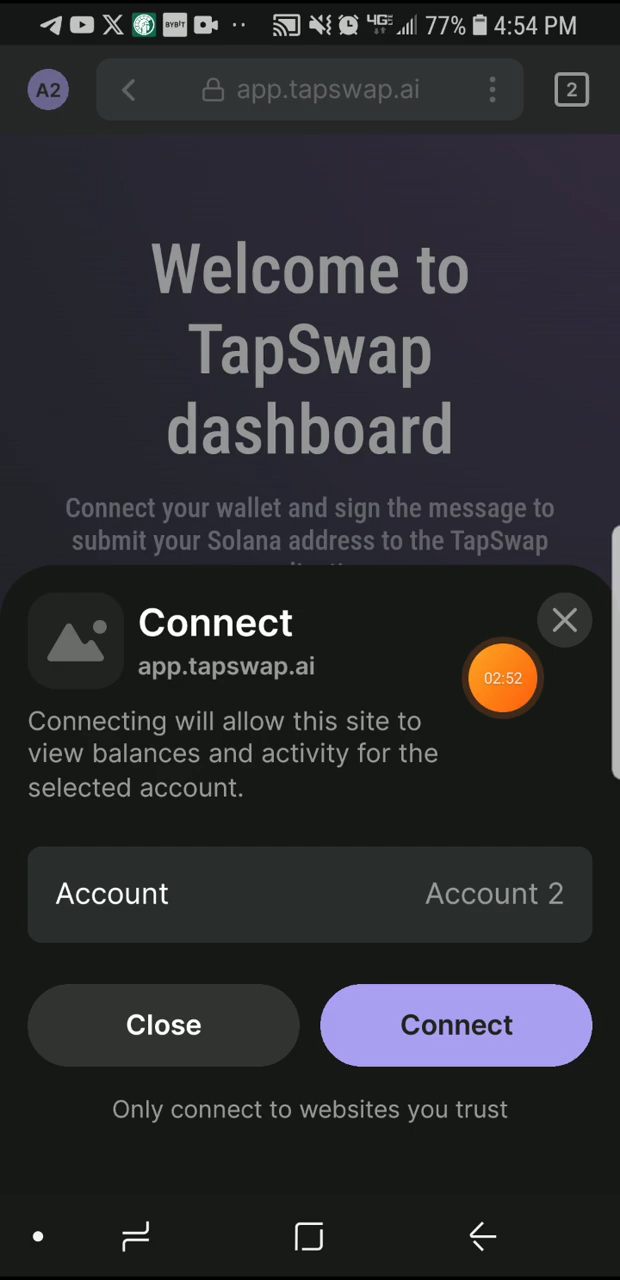 BYBIT
4GE
77%
4:54 PM
A2
app.tapswap.ai
2
Welcome to
TapSwap
dashboard
Connect your wallet and sign the message to
submit your Solana address to the TapSwap
Connect
app.tapswap.ai
02:52
Connecting will allow this site to
view balances and activity for the
selected account.
Account
Account 2
Close
Connect
Only connect to websites you trust